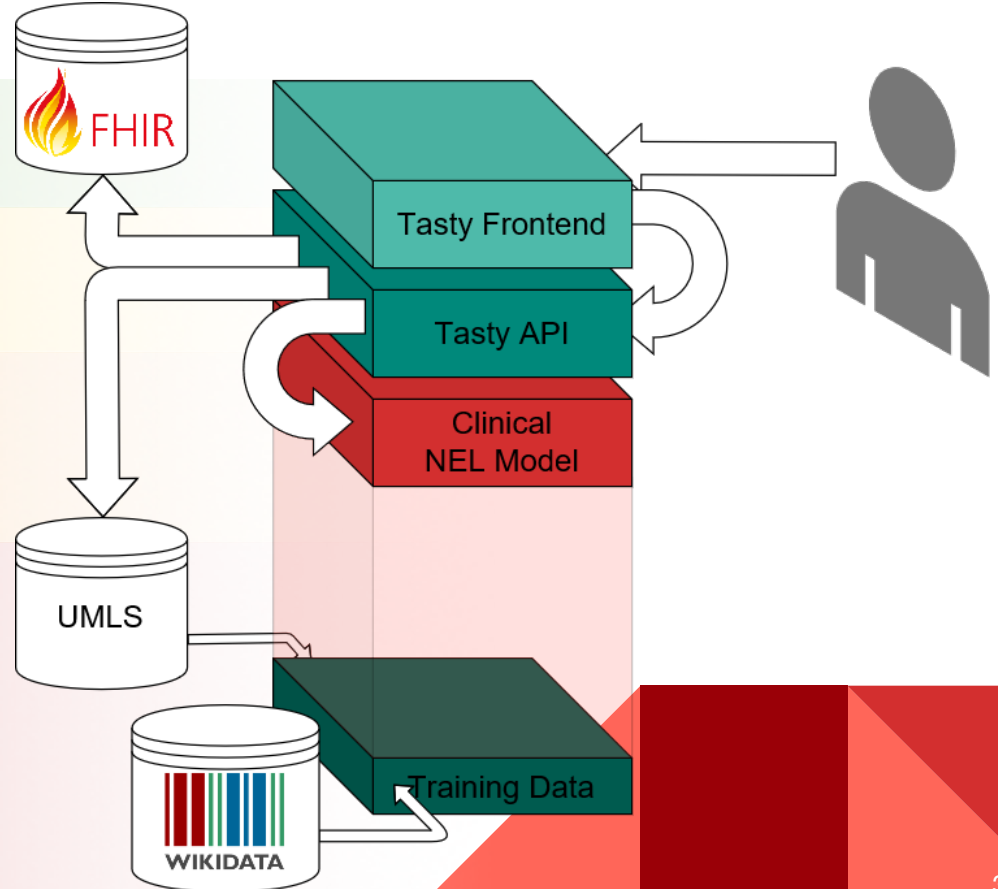 FHIR
Tasty Frontend
Tasty API
Clinical
NEL Model
UMLS
Training Data
WIKIDATA